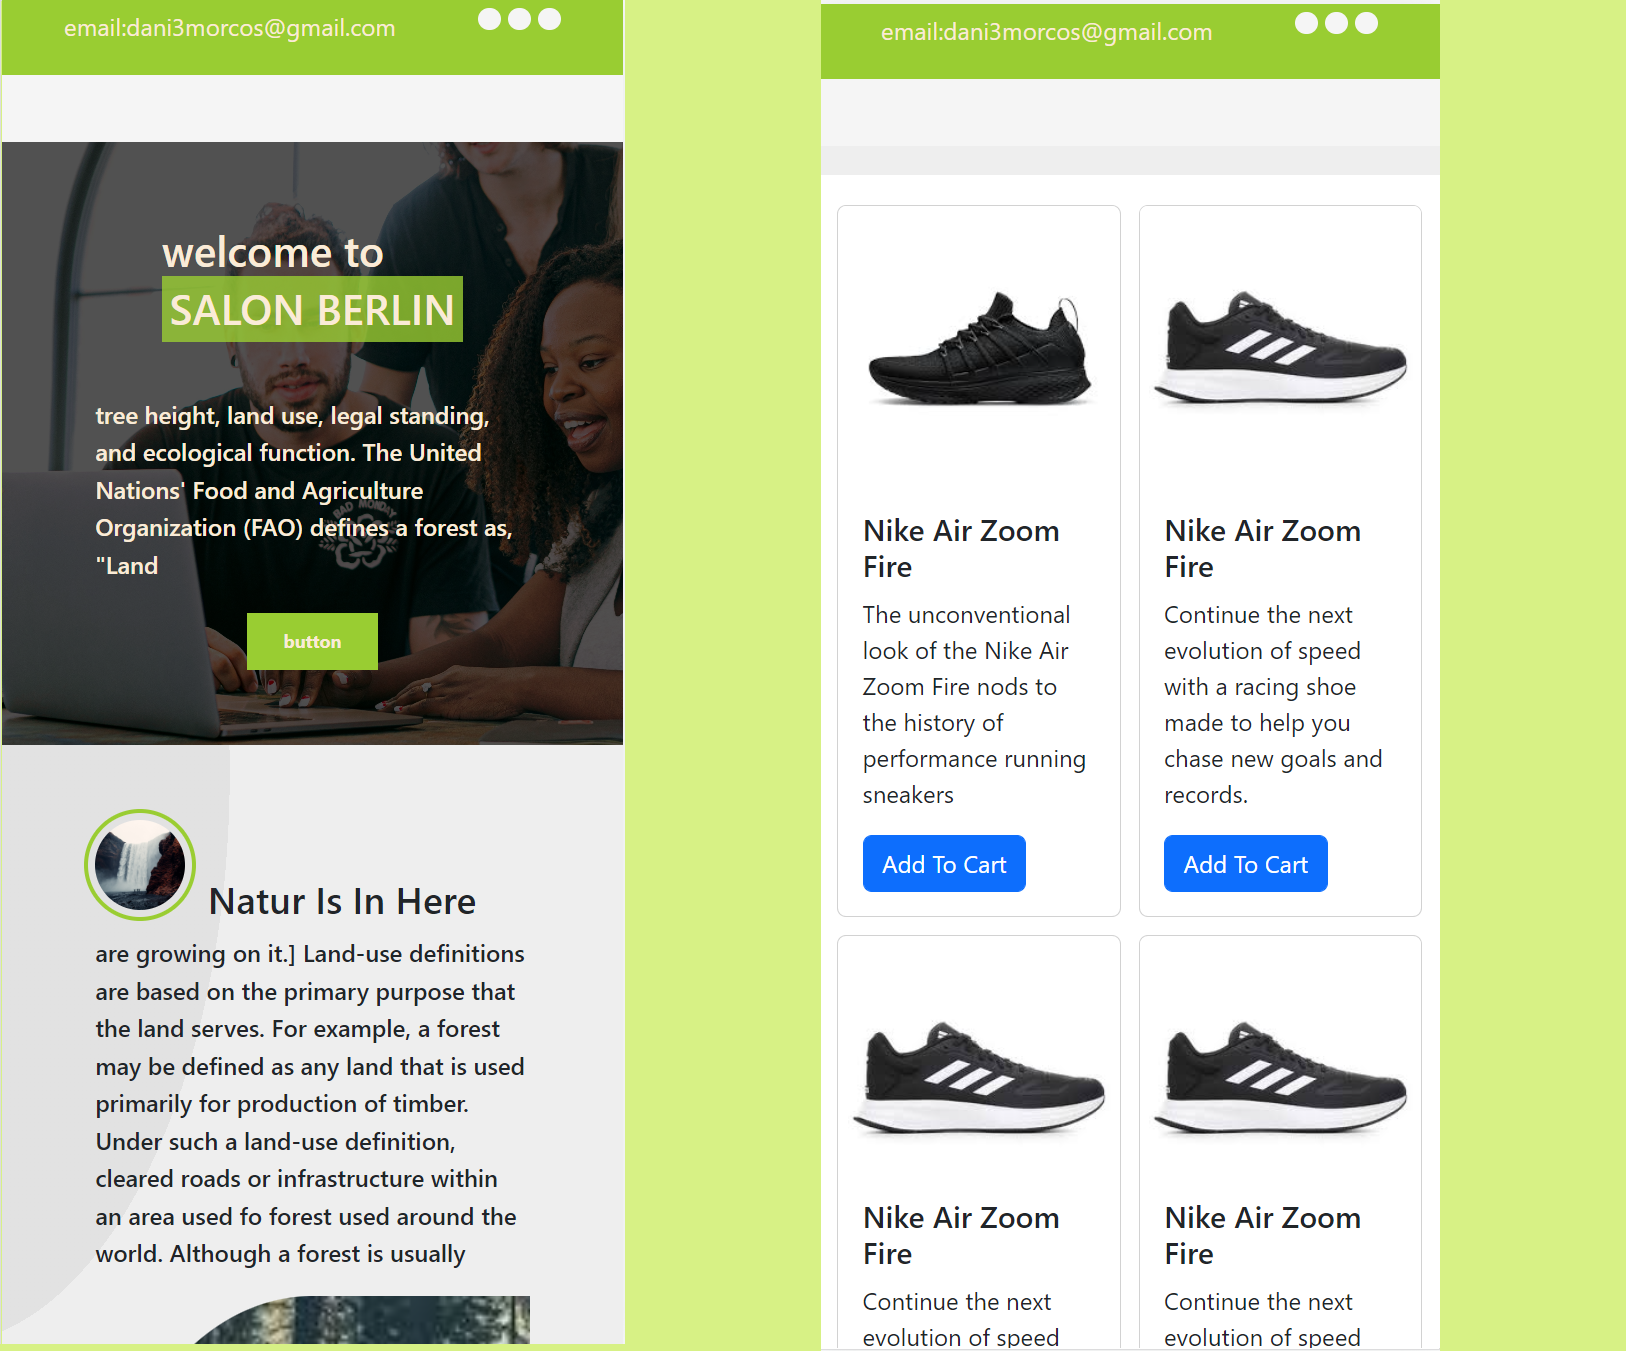 email:dani3morcos@gmail.com
welcome to
SALON BERLIN
tree height, land use, legal standing,
and ecological function. The United
Nations' Food and Agriculture
Organization (FAO) defines a forest as,
"Land
BAD MONDAY
button
Natur Is In Here
are growing on it.] Land-use definitions
are based on the primary purpose that
the land serves. For example, a forest
may be defined as any land that is used
primarily for production of timber.
Under such a land-use definition,
cleared roads or infrastructure within
an area used fo forest used around the
world. Although a forest is usually
email:dani3morcos@gmail.com
Nike Air Zoom
Fire
The unconventional
look of the Nike Air
Zoom Fire nods to
the history of
performance running
sneakers
Add To Cart
Nike Air Zoom
Fire
Continue the next
evolution of speed
with a racing shoe
made to help you
chase new goals and
records.
Add To Cart
Nike Air Zoom
Fire
Continue the next
evolution of speed
Nike Air Zoom
Fire
Continue the next
evolution of speed